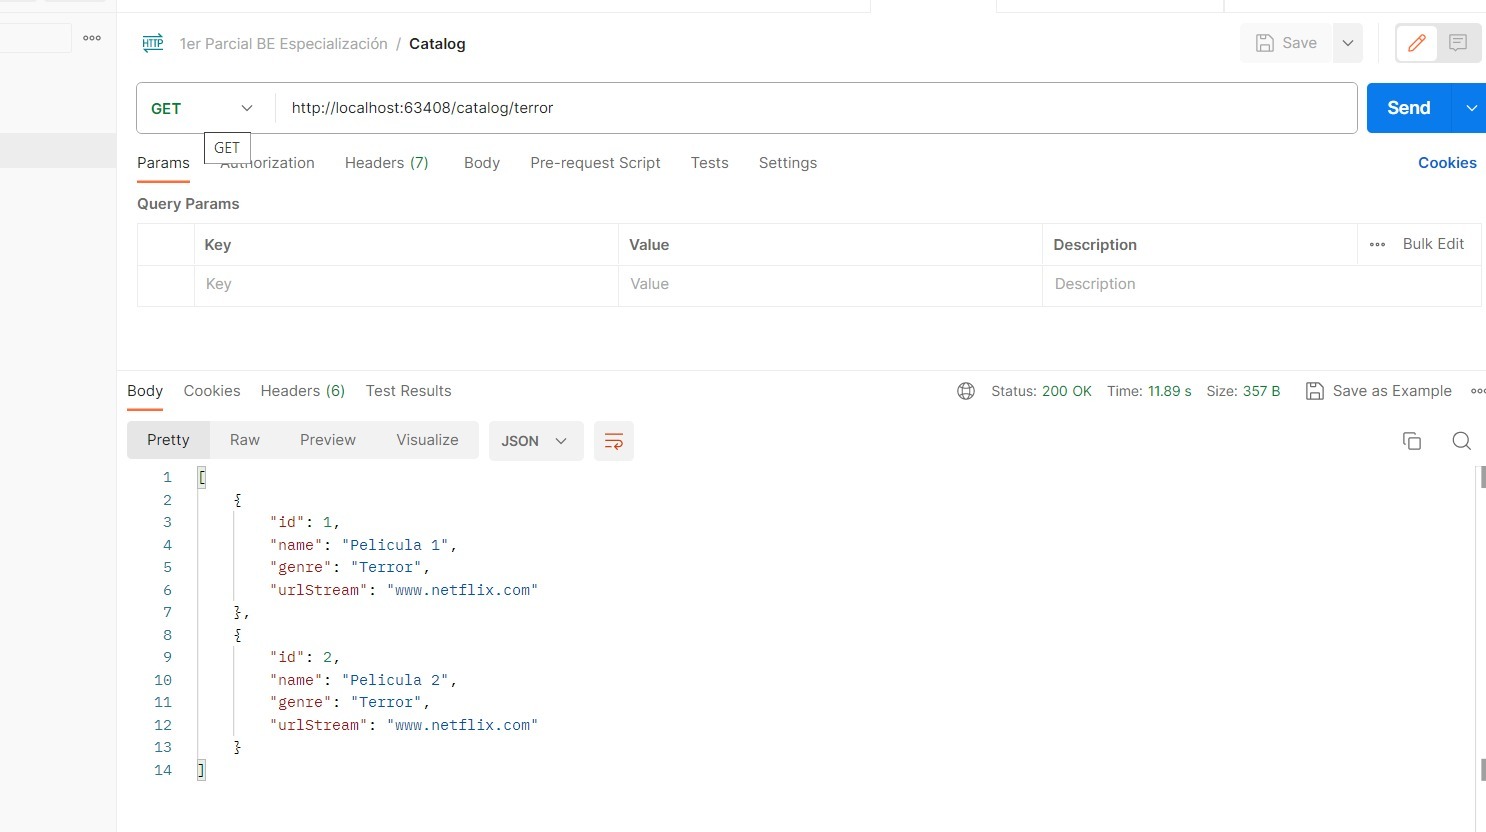 HTTP 1er Parcial BE Especialización / Catalog Save
GET http://localhost:63408/catalog/terror Send
GET
Params Authorization Headers (7) Body Pre-request Script Tests Settings Cookies
Query Params
Key Value Description Bulk Edit
Key Value Description
Body Cookies Headers (6) Test Results Status: 200 OK Time: 11.89 s Size: 357 B Save as Example
Pretty Raw Preview Visualize JSON
1 [
2 {
3 "id": 1,
4 "name": "Pelicula 1",
5 "genre": "Terror",
6 "urlStream": "www.netflix.com"
7 },
8 {
9 "id": 2,
10 "name": "Pelicula 2",
11 "genre": "Terror",
12 "urlStream": "www.netflix.com"
13 }
14 ]